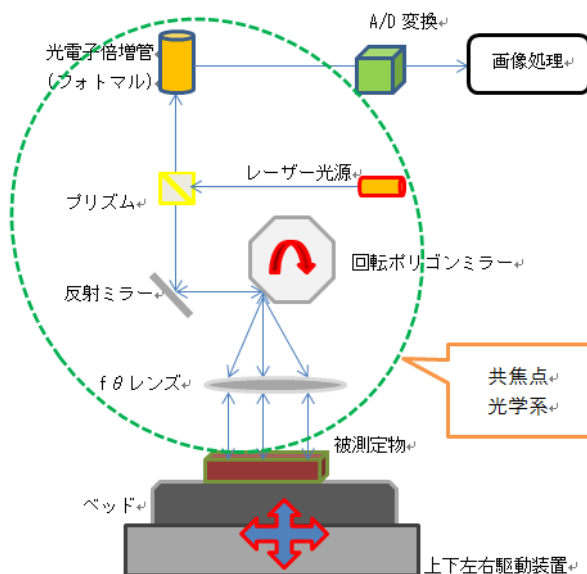 A/D 変換
光電子倍増管
(フォトマル)
画像処理
レーザー光源
プリズム
回転ポリゴンミラー
反射ミラー
fθレンズ
共焦点
光学系
被測定物
ベッド
上下左右駆動装置